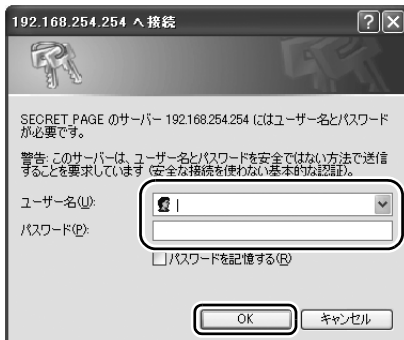 192.168.254.254 へ接続
SECRET_PAGE のサーバー 192.168.254.254 にはユーザー名とパスワード
が必要です。
警告: このサーバーは、ユーザー名とパスワードを安全ではない方法で送信
することを要求しています (安全な接続を使わない基本的な認証)。
ユーザー名(U):
パスワード(P):
パスワードを記憶する(R)
OK キャンセル